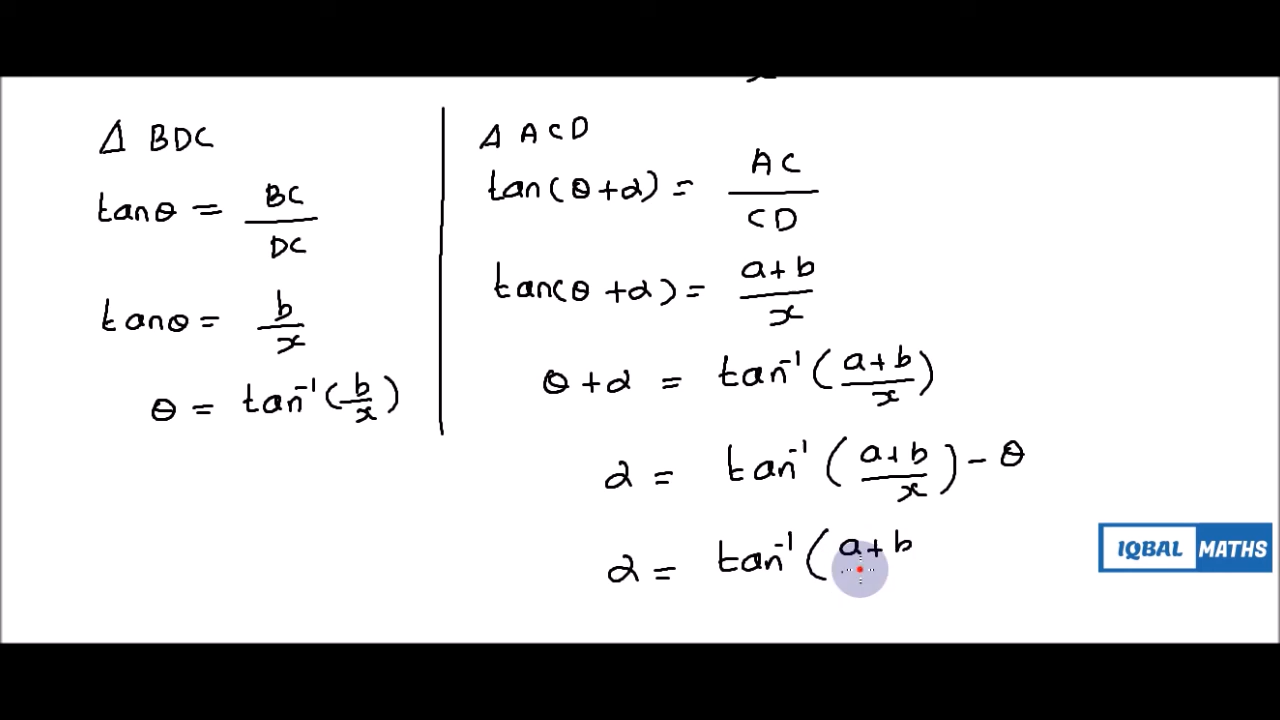 Δ BDC
tanθ = BC/DC
tanθ = b/x
θ = tan⁻¹(b/x)
Δ ACD
tan(θ+α) = AC/CD
tan(θ+α) = a+b/x
θ+α = tan⁻¹(a+b/x)
α = tan⁻¹(a+b/x) - θ
α = tan⁻¹(a+b
IQBAL MATHS